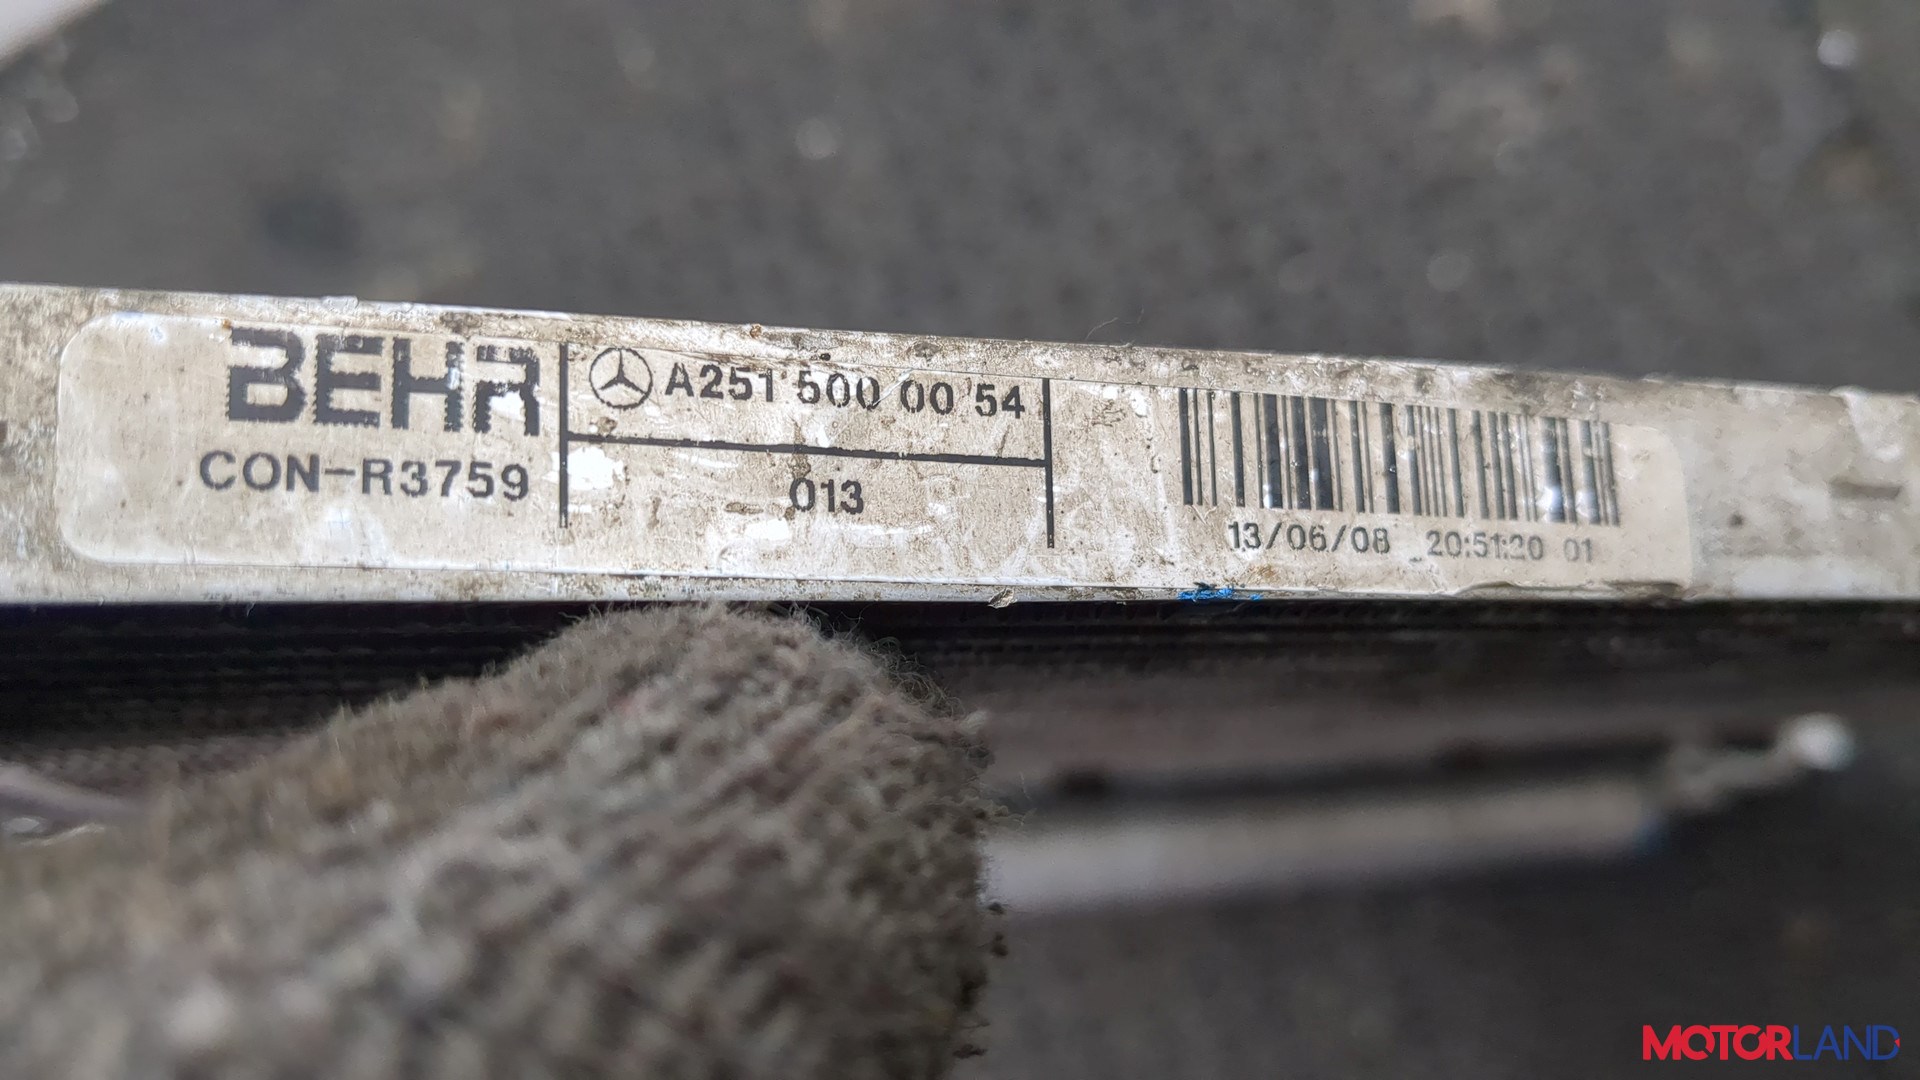 BEHR
CON-R3759
A251 500 00 54
013
13/06/08 20:51:20 01
MOTORLAND